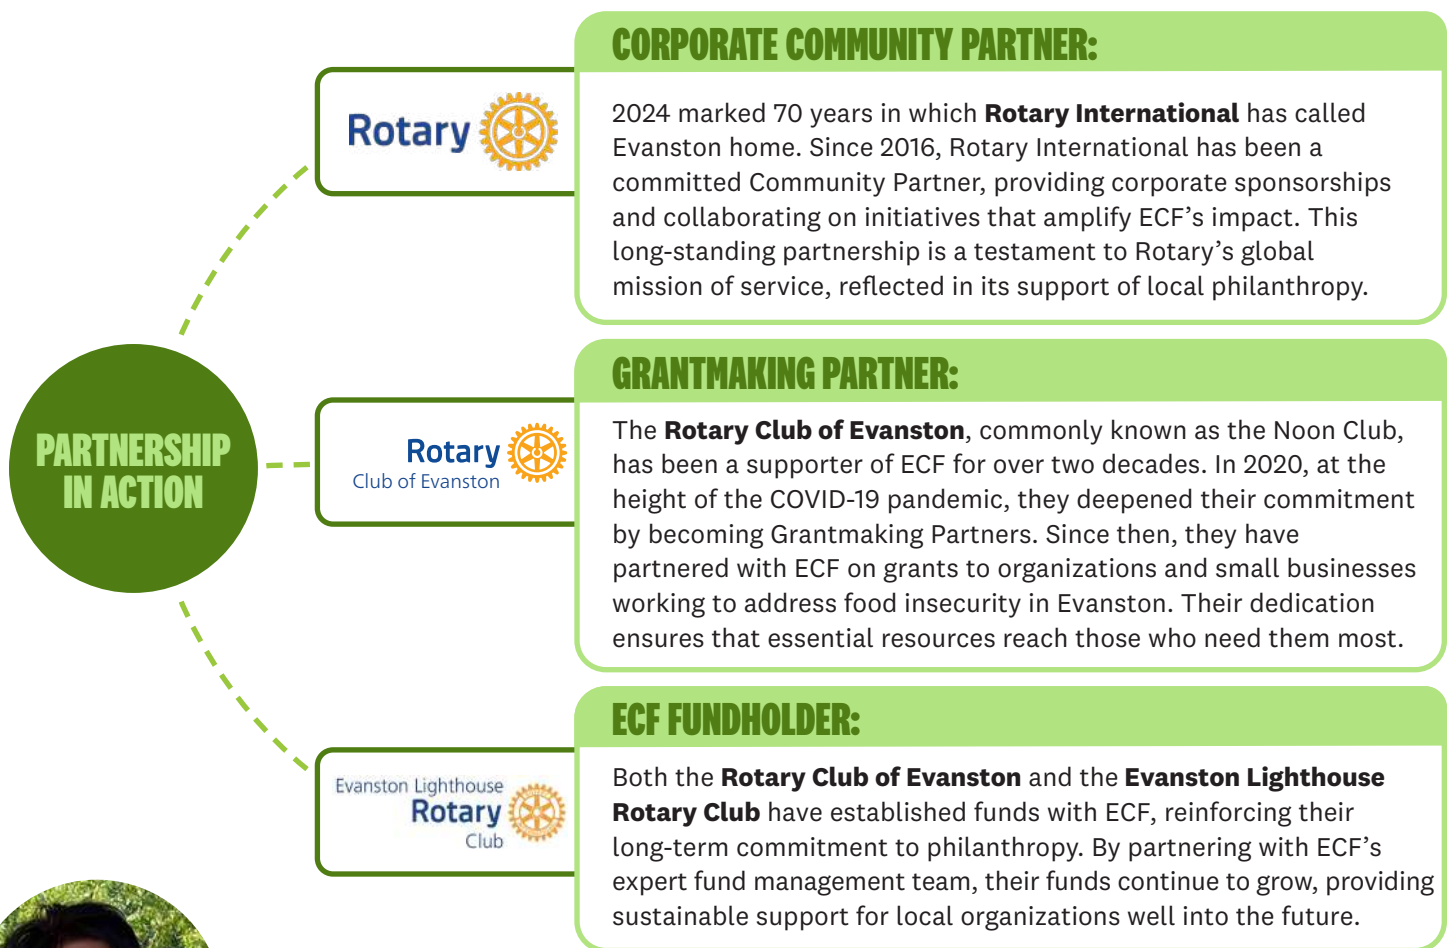 CORPORATE COMMUNITY PARTNER:
Rotary
2024 marked 70 years in which Rotary International has called
Evanston home. Since 2016, Rotary International has been a
committed Community Partner, providing corporate sponsorships
and collaborating on initiatives that amplify ECF’s impact. This
long-standing partnership is a testament to Rotary’s global
mission of service, reflected in its support of local philanthropy.
PARTNERSHIP
IN ACTION
GRANTMAKING PARTNER:
Rotary
Club of Evanston
The Rotary Club of Evanston, commonly known as the Noon Club,
has been a supporter of ECF for over two decades. In 2020, at the
height of the COVID-19 pandemic, they deepened their commitment
by becoming Grantmaking Partners. Since then, they have
partnered with ECF on grants to organizations and small businesses
working to address food insecurity in Evanston. Their dedication
ensures that essential resources reach those who need them most.
ECF FUNDHOLDER:
Evanston Lighthouse
Rotary
Club
Both the Rotary Club of Evanston and the Evanston Lighthouse
Rotary Club have established funds with ECF, reinforcing their
long-term commitment to philanthropy. By partnering with ECF’s
expert fund management team, their funds continue to grow, providing
sustainable support for local organizations well into the future.